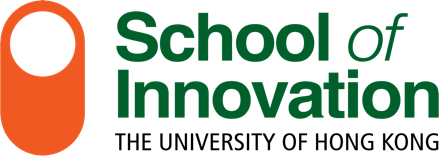 School of
Innovation
THE UNIVERSITY OF HONG KONG